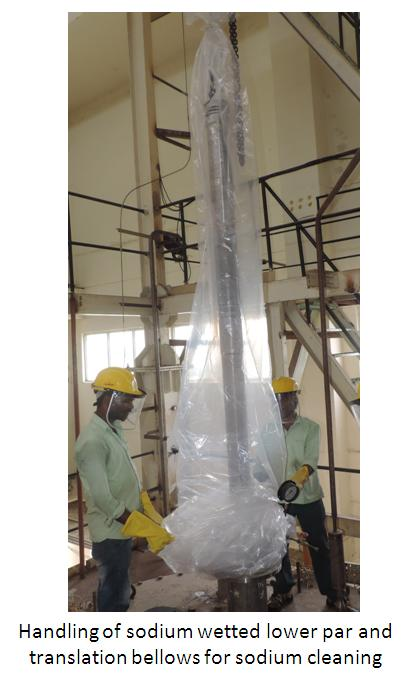 Handling of sodium wetted lower par and
translation bellows for sodium cleaning